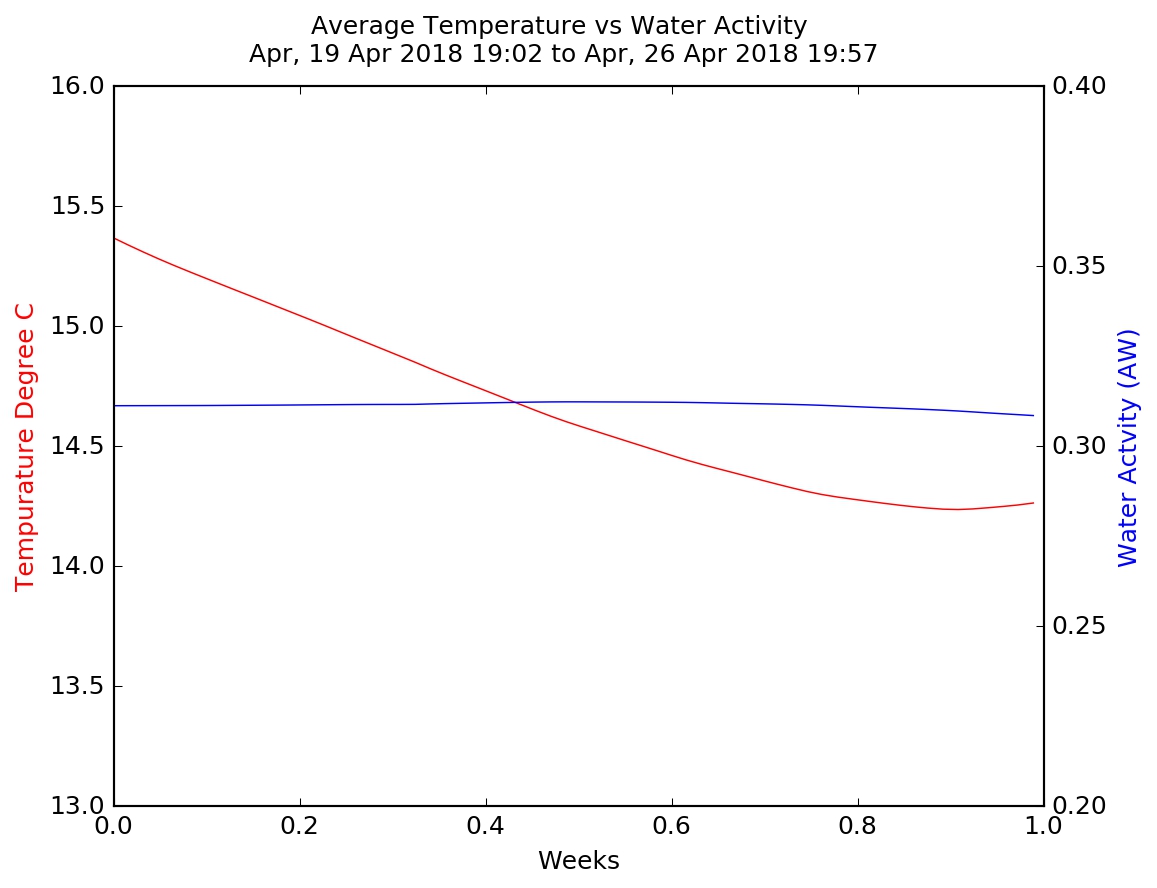 Average Temperature vs Water Activity
Apr, 19 Apr 2018 19:02 to Apr, 26 Apr 2018 19:57
16.0
15.5
15.0
14.5
14.0
13.5
13.0
Tempurature Degree C
0.40
0.35
0.30
0.25
0.20
Water Actvity (AW)
0.0 0.2 0.4 0.6 0.8 1.0
Weeks